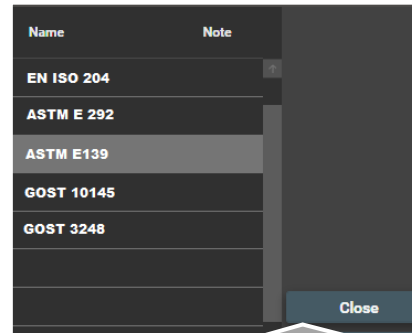 Name Note
EN ISO 204
ASTM E 292
ASTM E139
GOST 10145
GOST 3248
Close